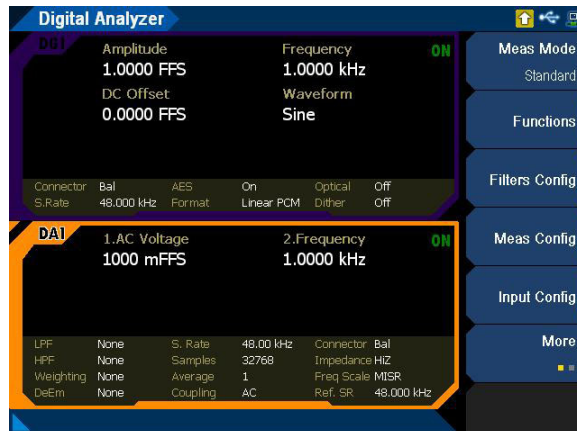 Digital Analyzer
DG1 Amplitude Frequency ON
1.0000 FFS 1.0000 kHz
DC Offset Waveform
0.0000 FFS Sine
Connector Bal AES On Optical Off
S.Rate 48.000 kHz Format Linear PCM Dither Off
DA1 1.AC Voltage 2.Frequency ON
1000 mFFS 1.0000 kHz
LPF None S. Rate 48.00 kHz Connector Bal
HPF None Samples 32768 Impedance HiZ
Weighting None Average 1 Freq Scale MISR
DeEm None Coupling AC Ref. SR 48.000 kHz
Meas Mode
Standard
Functions
Filters Config
Meas Config
Input Config
More